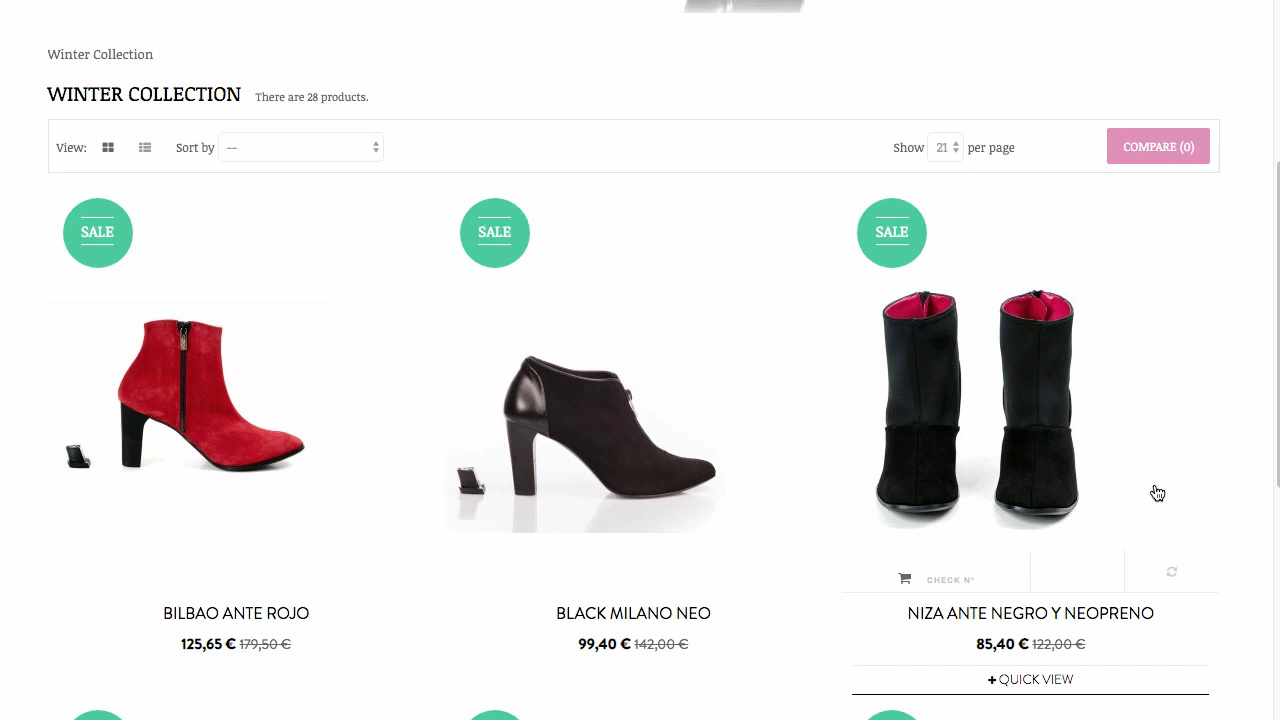 Winter Collection
WINTER COLLECTION There are 28 products.
View: Sort by -- Show 21 per page COMPARE (0)
SALE SALE SALE
CHECK Nº
BILBAO ANTE ROJO BLACK MILANO NEO NIZA ANTE NEGRO Y NEOPRENO
125,65 € 179,50 € 99,40 € 142,00 € 85,40 € 122,00 €
+ QUICK VIEW